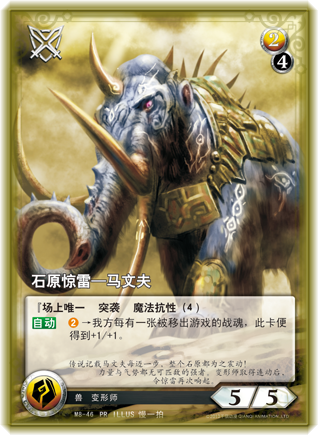 2
4
石原惊雷—马文夫
『场上唯一 突袭 魔法抗性（4）
自动 2→我方每有一张被移出游戏的战魂，此卡便
得到+1/+1。
传说记载马文夫每迈一步，整个石原都为之震动！
力量与气势都无可匹敌的强者，变形师取得连动后，
令惊雷再次响起。
兽 变形师
5/5
M8-46 PR ILLUS 慢一拍